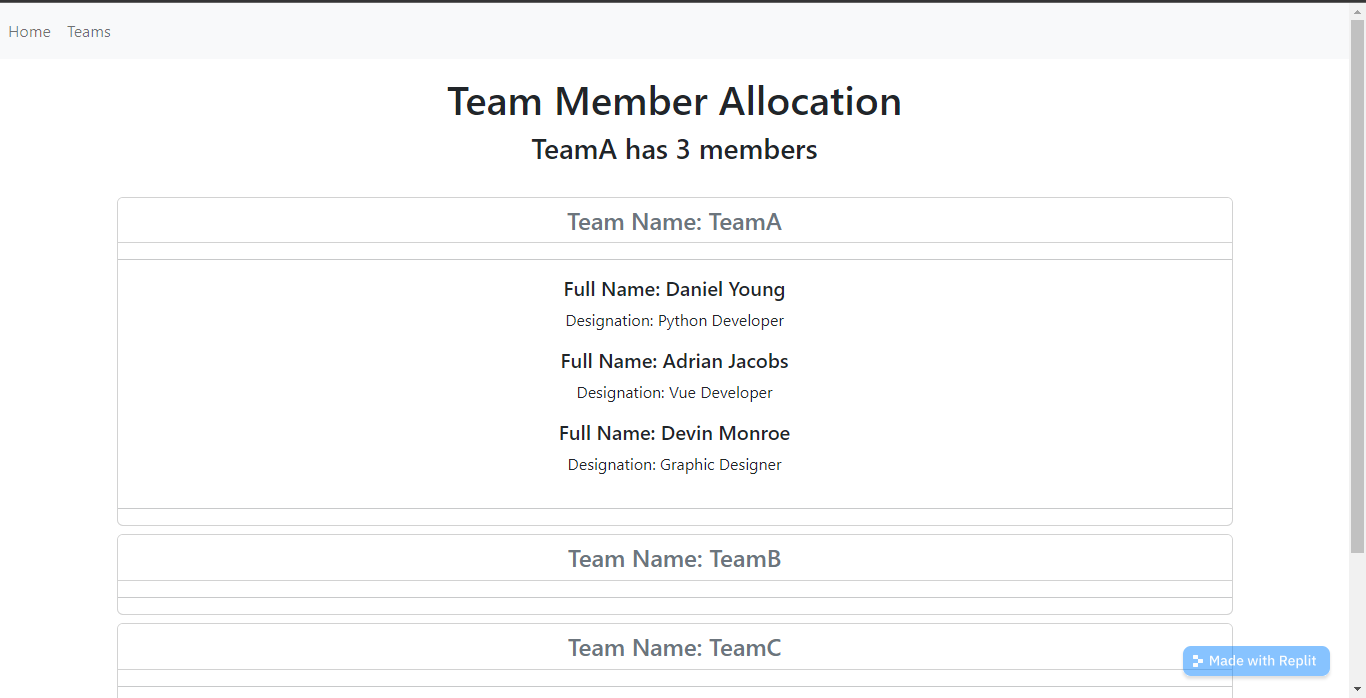 Home Teams
Team Member Allocation
TeamA has 3 members
Team Name: TeamA
Full Name: Daniel Young
Designation: Python Developer
Full Name: Adrian Jacobs
Designation: Vue Developer
Full Name: Devin Monroe
Designation: Graphic Designer
Team Name: TeamB
Team Name: TeamC
Made with Replit